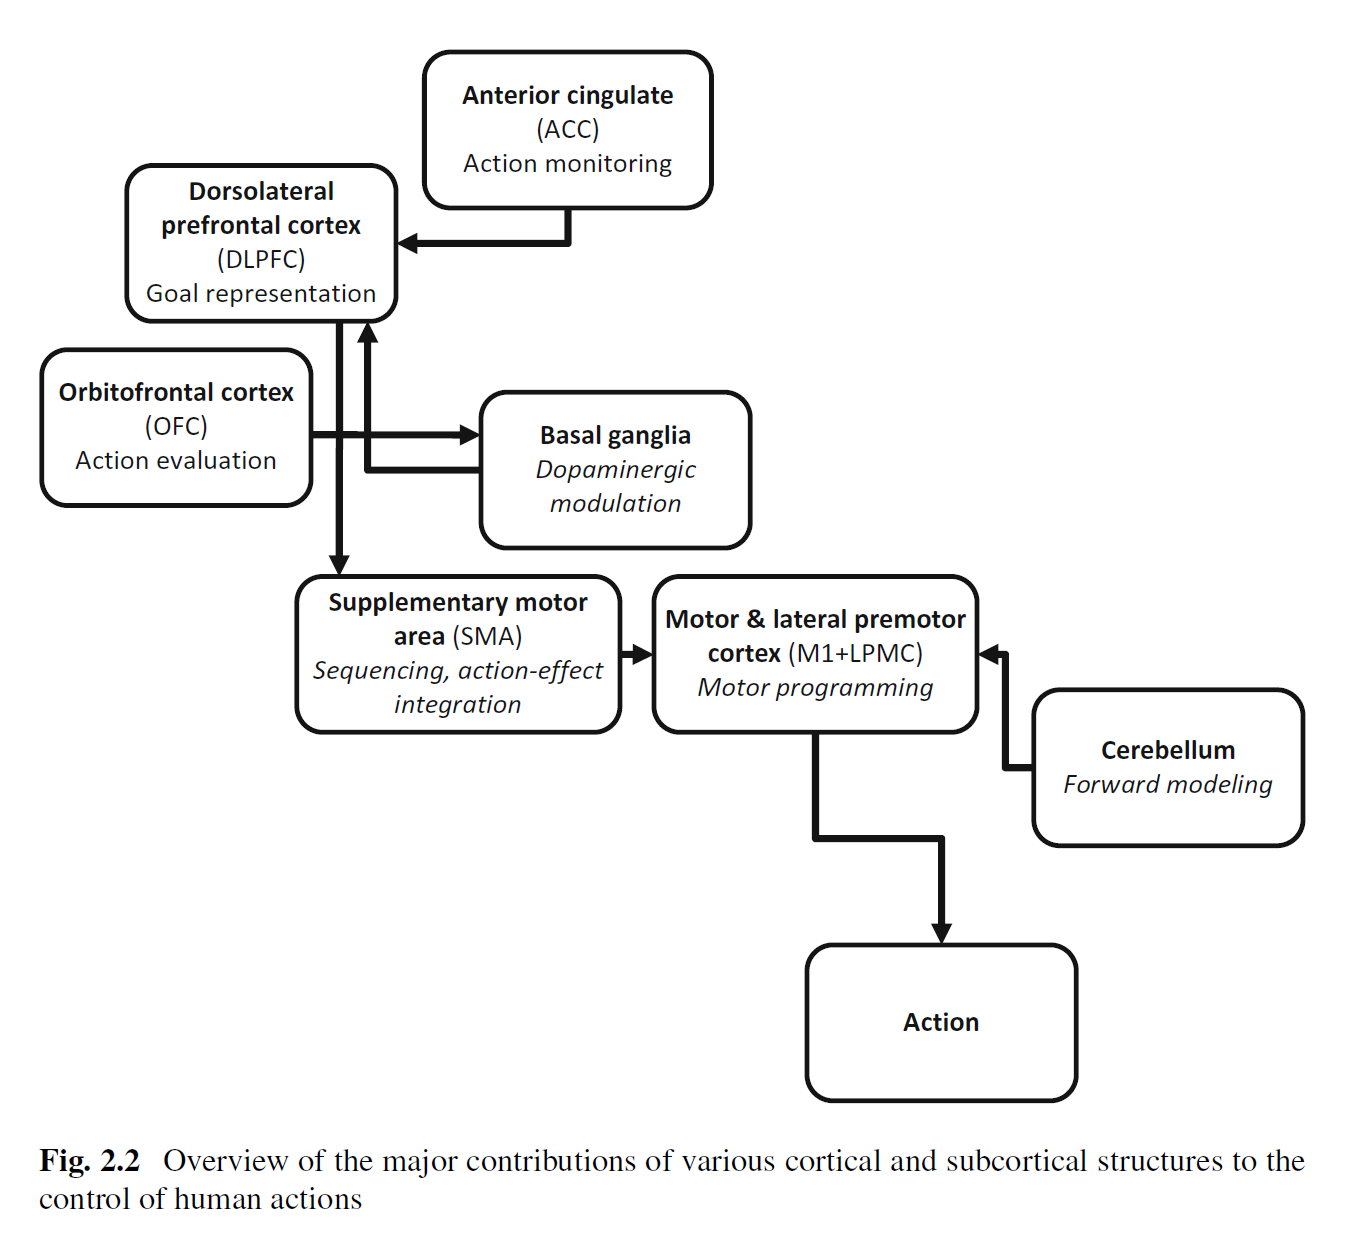 Anterior cingulate
(ACC)
Action monitoring
Dorsolateral
prefrontal cortex
(DLPFC)
Goal representation
Orbitofrontal cortex
(OFC)
Action evaluation
Basal ganglia
Dopaminergic
modulation
Supplementary motor
area (SMA)
Sequencing, action-effect
integration
Motor & lateral premotor
cortex (M1+LPMC)
Motor programming
Cerebellum
Forward modeling
Action
Fig. 2.2 Overview of the major contributions of various cortical and subcortical structures to the
control of human actions